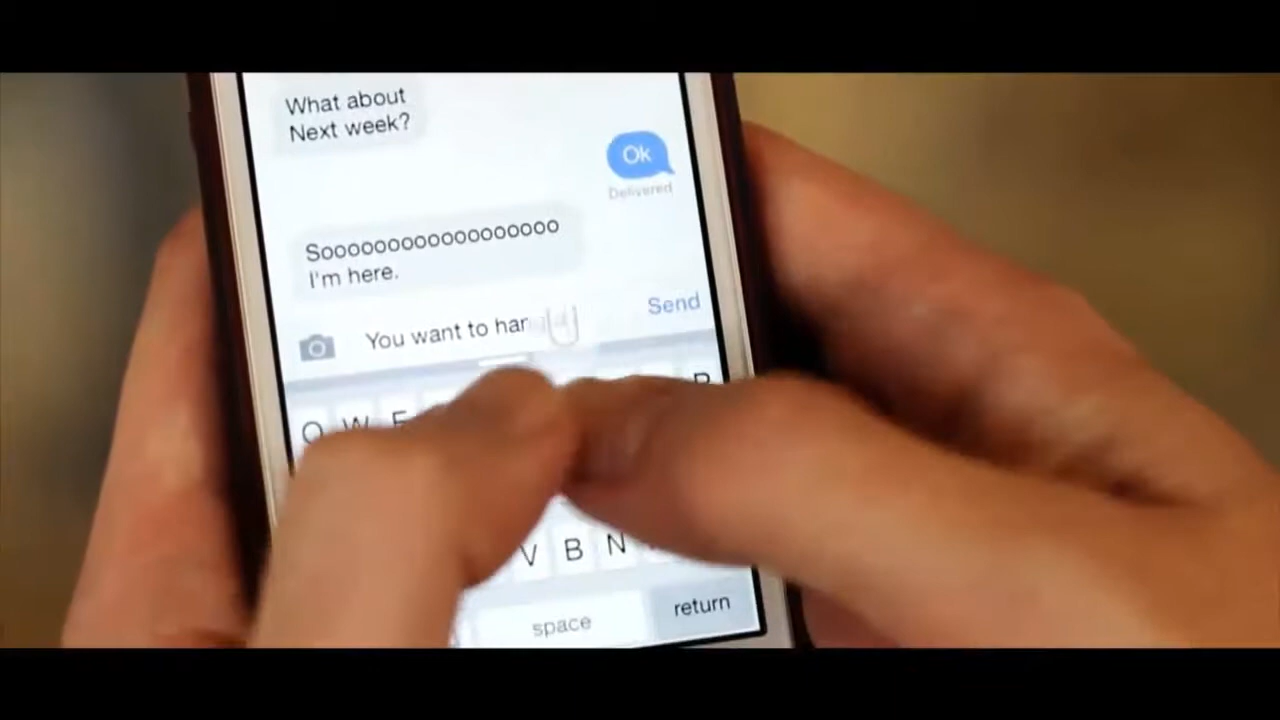 What about
Next week?
Ok
Delivered
Sooooooooooooooooo
I'm here.
You want to har
Send
Q W E P
V B N
space
return